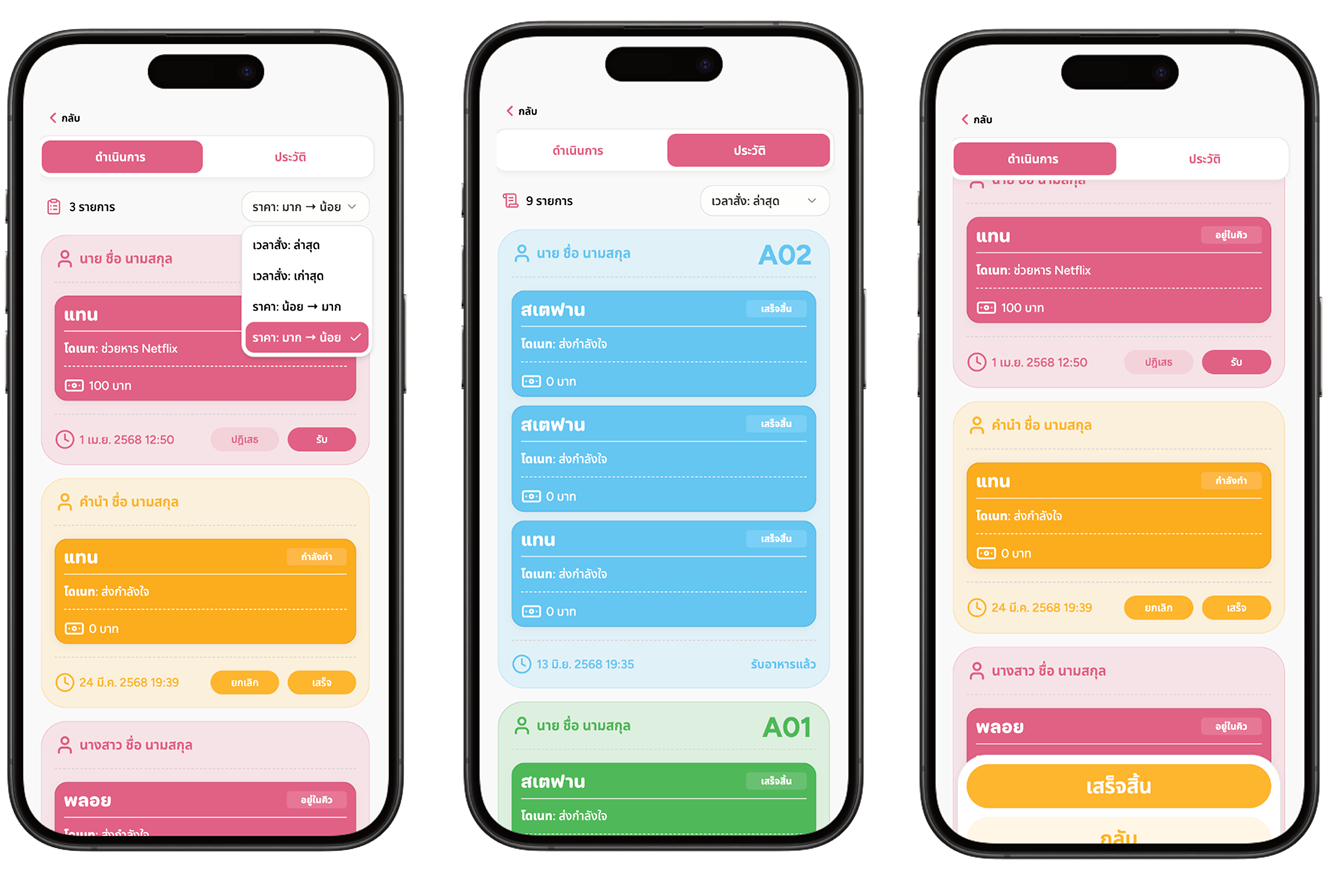 กลับ
ดำเนินการ ประวัติ
3 รายการ ราคา: มาก → น้อย
เวลาสั่ง: ล่าสุด
เวลาสั่ง: เก่าสุด
ราคา: น้อย → มาก
ราคา: มาก → น้อย
นาย ชื่อ นามสกุล
แทน
โดเนท: ช่วยหาร Netflix
100 บาท
1 เม.ย. 2568 12:50 ปฏิเสธ รับ
คำนำ ชื่อ นามสกุล
แทน กำลังทำ
โดเนท: ส่งกำลังใจ
0 บาท
24 มี.ค. 2568 19:39 ยกเลิก เสร็จ
นางสาว ชื่อ นามสกุล
พลอย อยู่ในคิว
โดเนท: ส่งกำลังใจ
กลับ
ดำเนินการ ประวัติ
9 รายการ เวลาสั่ง: ล่าสุด
นาย ชื่อ นามสกุล A02
สเตฟาน เสร็จสิ้น
โดเนท: ส่งกำลังใจ
0 บาท
สเตฟาน เสร็จสิ้น
โดเนท: ส่งกำลังใจ
0 บาท
แทน เสร็จสิ้น
โดเนท: ส่งกำลังใจ
0 บาท
13 มิ.ย. 2568 19:35 รับอาหารแล้ว
นาย ชื่อ นามสกุล A01
สเตฟาน เสร็จสิ้น
โดเนท: ส่งกำลังใจ
กลับ
ดำเนินการ ประวัติ
นาย ชื่อ นามสกุล
แทน อยู่ในคิว
โดเนท: ช่วยหาร Netflix
100 บาท
1 เม.ย. 2568 12:50 ปฏิเสธ รับ
คำนำ ชื่อ นามสกุล
แทน กำลังทำ
โดเนท: ส่งกำลังใจ
0 บาท
24 มี.ค. 2568 19:39 ยกเลิก เสร็จ
นางสาว ชื่อ นามสกุล
พลอย อยู่ในคิว
เสร็จสิ้น
กลับ